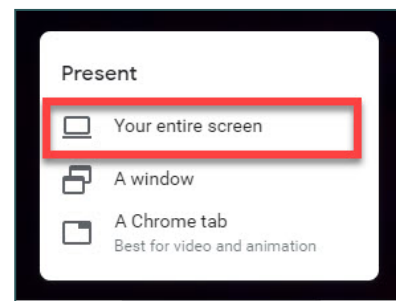 Present
Your entire screen
A window
A Chrome tab
Best for video and animation